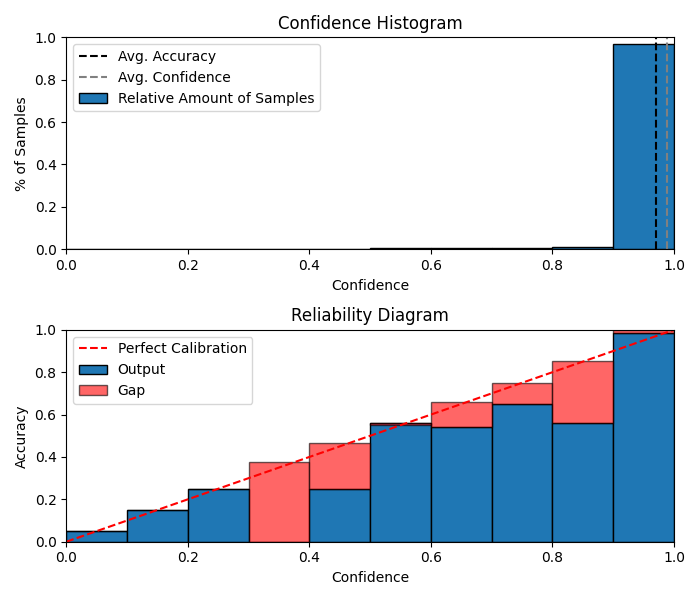 Confidence Histogram
1.0
0.8
0.6
0.4
0.2
0.0
% of Samples
Avg. Accuracy
Avg. Confidence
Relative Amount of Samples
0.0 0.2 0.4 0.6 0.8 1.0
Confidence
Reliability Diagram
1.0
0.8
0.6
0.4
0.2
0.0
Accuracy
Perfect Calibration
Output
Gap
0.0 0.2 0.4 0.6 0.8 1.0
Confidence